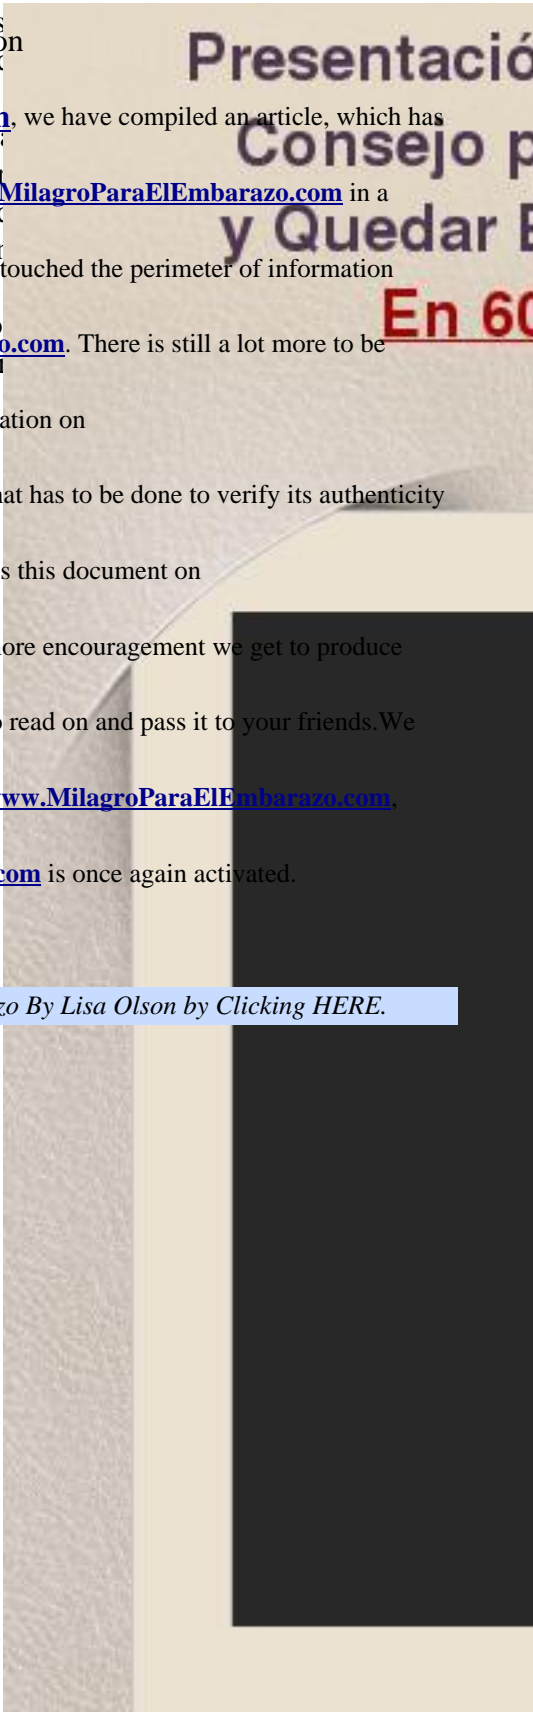 on
Presentació
, we have compiled an article, which has
Consejo p
MilagroParaElEmbarazo.com in a
y Quedar E
touched the perimeter of information
En 60
o.com. There is still a lot more to be
ation on
hat has to be done to verify its authenticity
s this document on
ore encouragement we get to produce
read on and pass it to your friends.We
www.MilagroParaElEmbarazo.com,
com is once again activated.
zo By Lisa Olson by Clicking HERE.